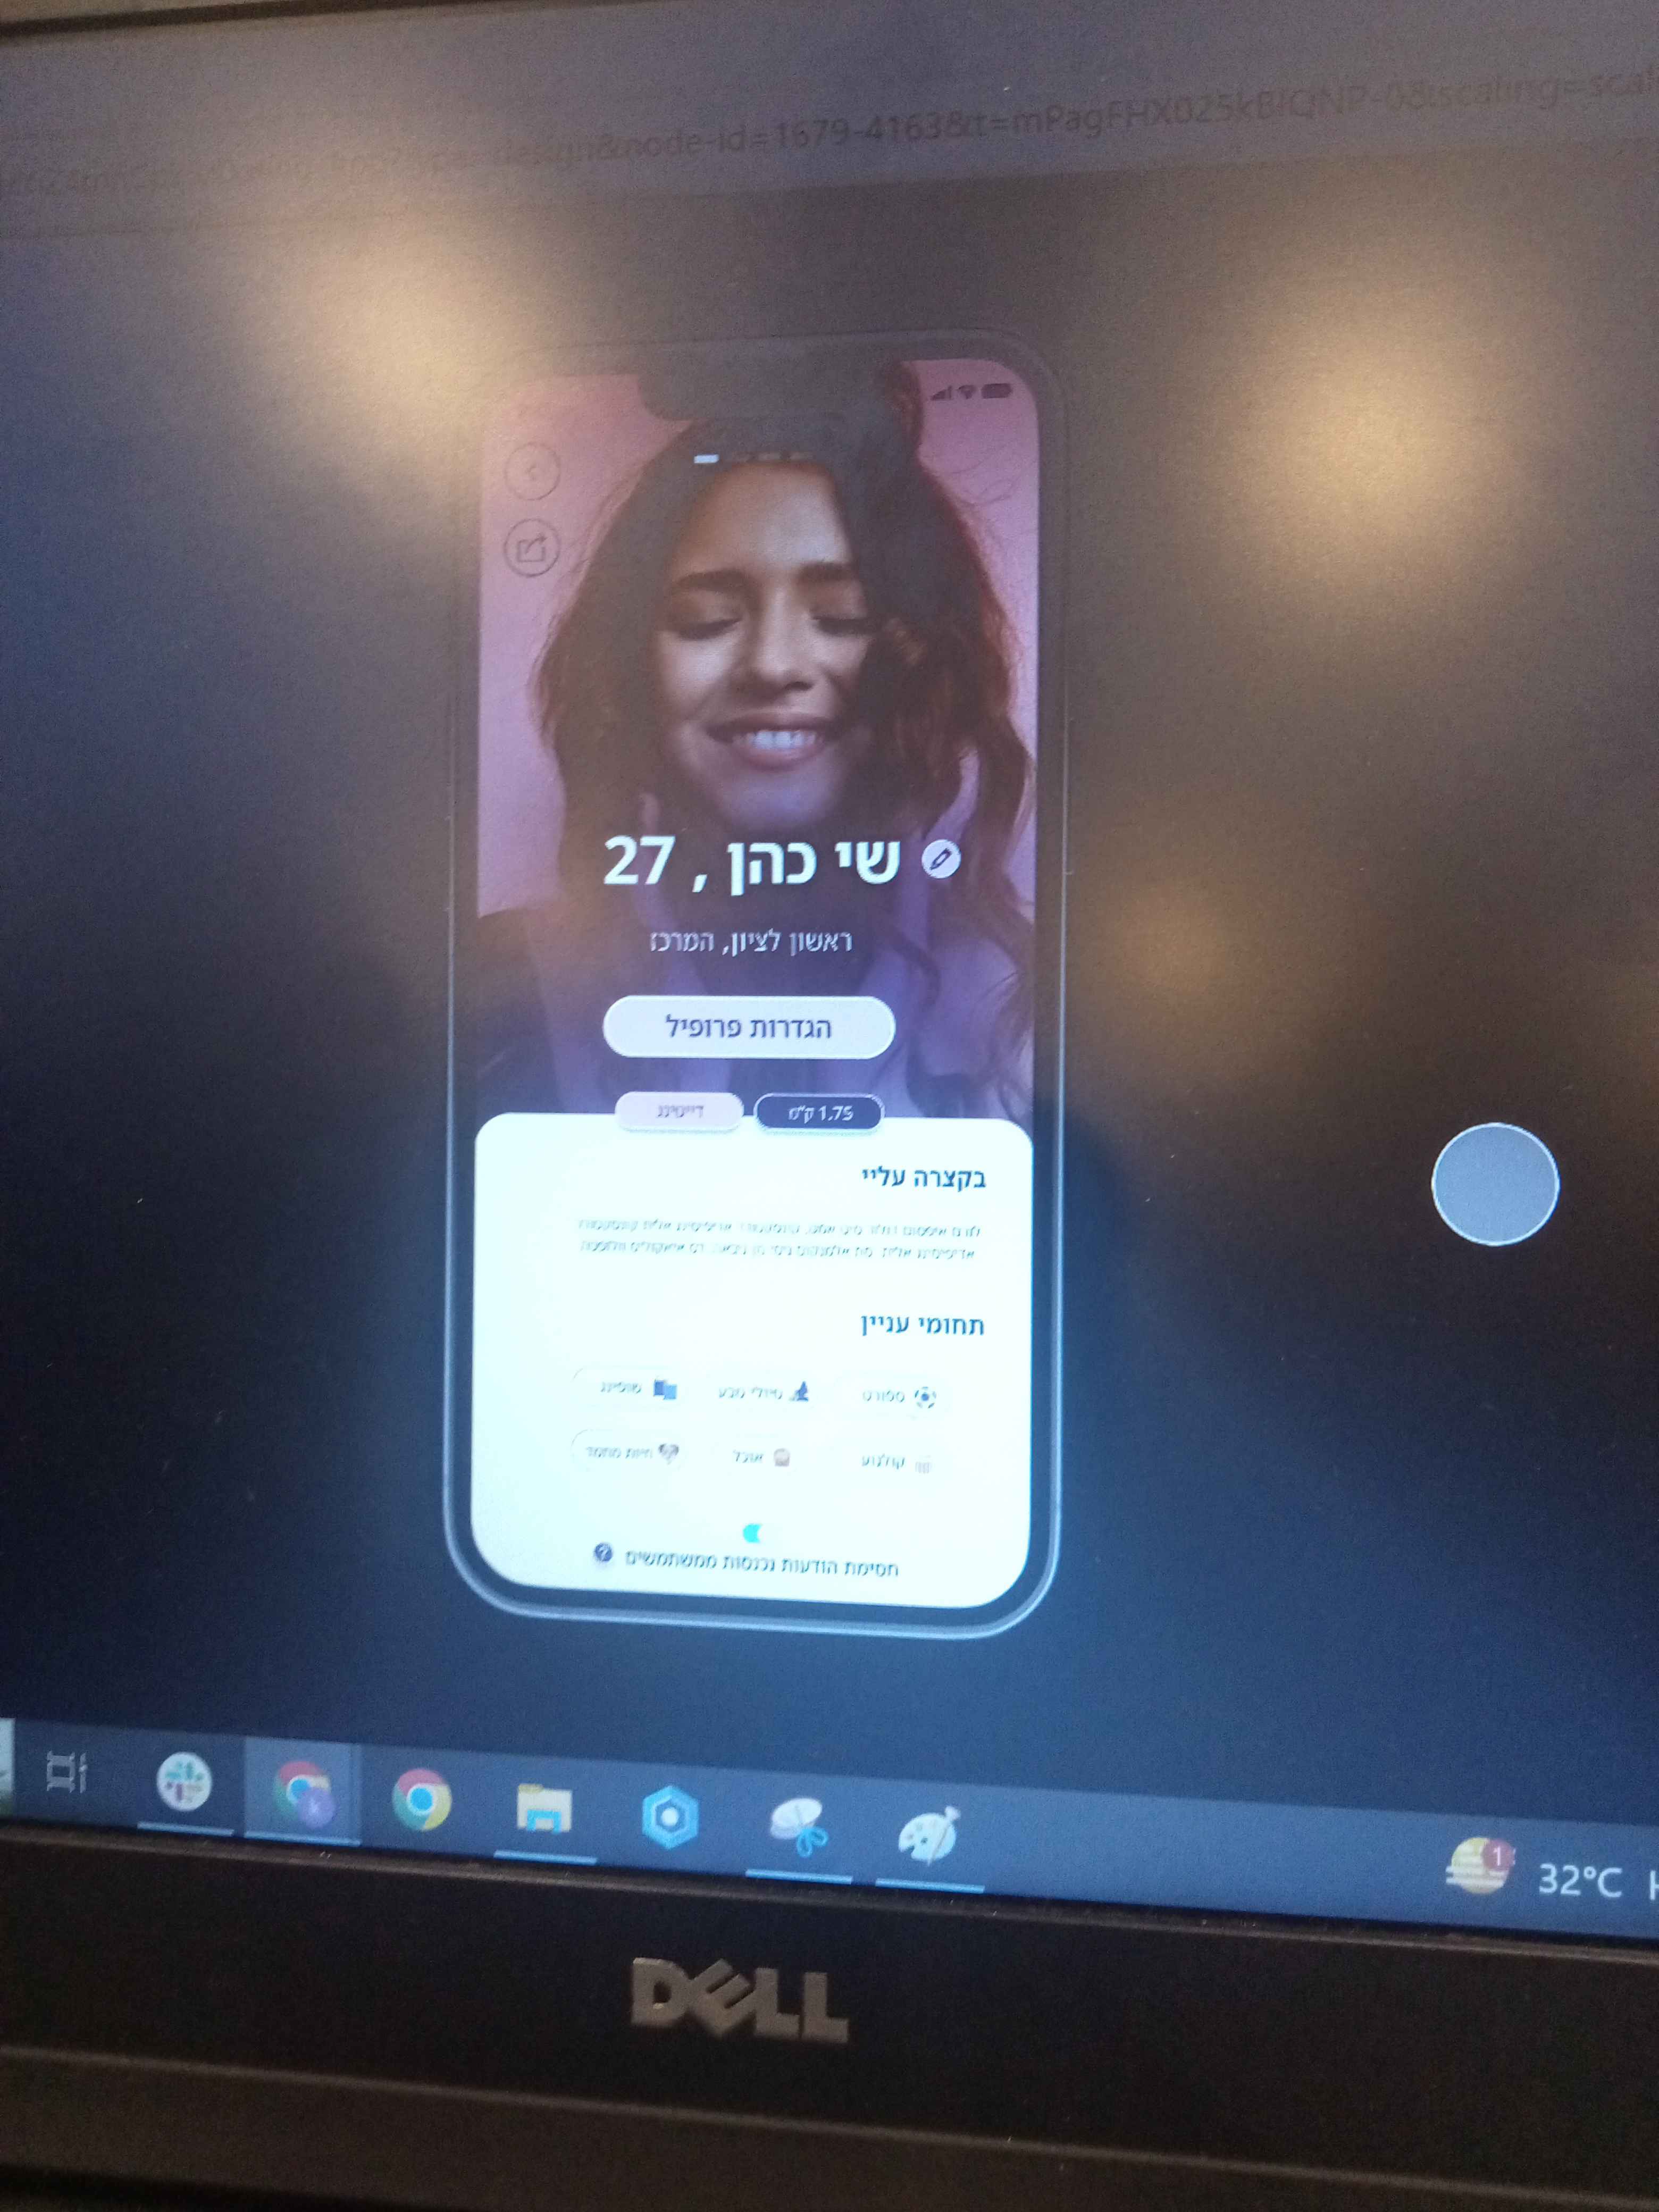 design&node-id=1679-4163&t=mPagFHX025kBIQNP-0&scaling=scal
שי כהן , 27
ראשון לציון, המרכז
הגדרות פרופיל
1.75 ק"מ
דייטינג
בקצרה עליי
תחומי עניין
ספורט
טיולי טבע
שופינג
קולנוע
אוכל
חיות מחמד
חסימת הודעות נכנסות ממשתמשים
?
1
32°C
DELL